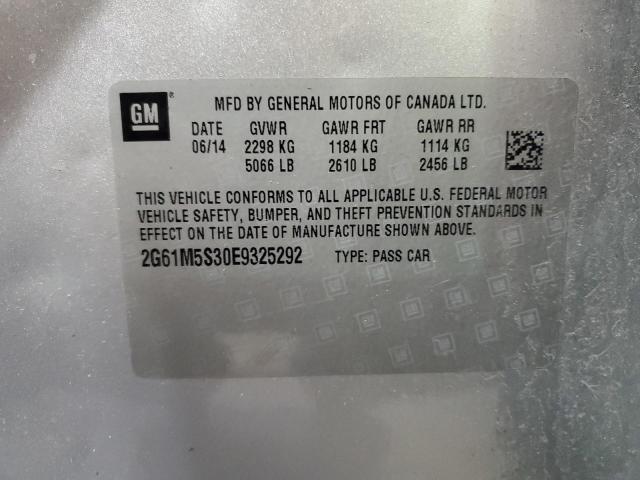 GM® MFD BY GENERAL MOTORS OF CANADA LTD.
DATE GVWR GAWR FRT GAWR RR
06/14 2298 KG 1184 KG 1114 KG
5066 LB 2610 LB 2456 LB
THIS VEHICLE CONFORMS TO ALL APPLICABLE U.S. FEDERAL MOTOR
VEHICLE SAFETY, BUMPER, AND THEFT PREVENTION STANDARDS IN
EFFECT ON THE DATE OF MANUFACTURE SHOWN ABOVE.
2G61M5S30E9325292 TYPE: PASS CAR